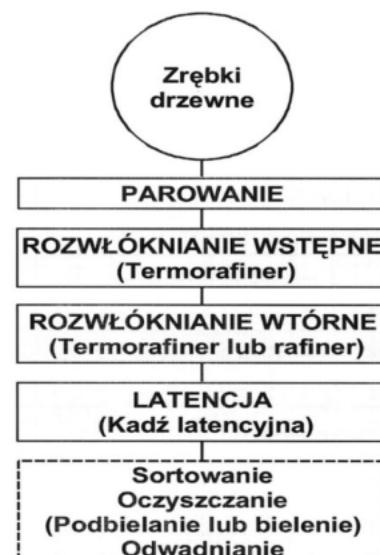 Zrębki
drzewne
PAROWANIE
ROZWŁÓKNIANIE WSTĘPNE
(Termorafiner)
ROZWŁÓKNIANIE WTÓRNE
(Termorafiner lub rafiner)
LATENCJA
(Kadź latencyjna)
Sortowanie
Oczyszczanie
(Podbielanie lub bielenie)
Odwadnianie